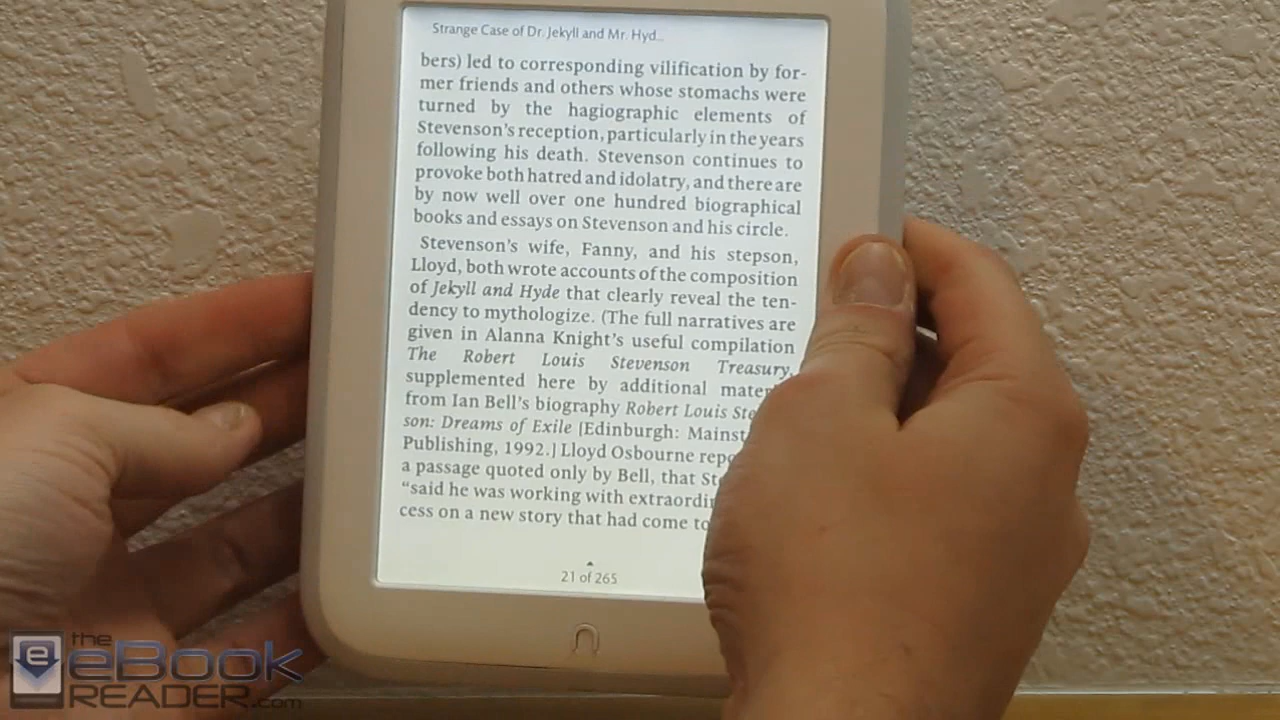 Strange Case of Dr. Jekyll and Mr. Hyd...
bers) led to corresponding vilification by for-
mer friends and others whose stomachs were
turned by the hagiographic elements of
Stevenson's reception, particularly in the years
following his death. Stevenson continues to
provoke both hatred and idolatry, and there are
by now well over one hundred biographical
books and essays on Stevenson and his circle.
Stevenson's wife, Fanny, and his stepson,
Lloyd, both wrote accounts of the composition
of Jekyll and Hyde that clearly reveal the ten-
dency to mythologize. (The full narratives are
given in Alanna Knight's useful compilation
The Robert Louis Stevenson Treasury,
supplemented here by additional
from Ian Bell's biography Robert Louis
son: Dreams of Exile [Edinburgh:
Publishing, 1992.] Lloyd Osbourne
a passage quoted only by Bell, that
"said he was working with
cess on a new story that had come
21 of 265
the
eBook
READER.com